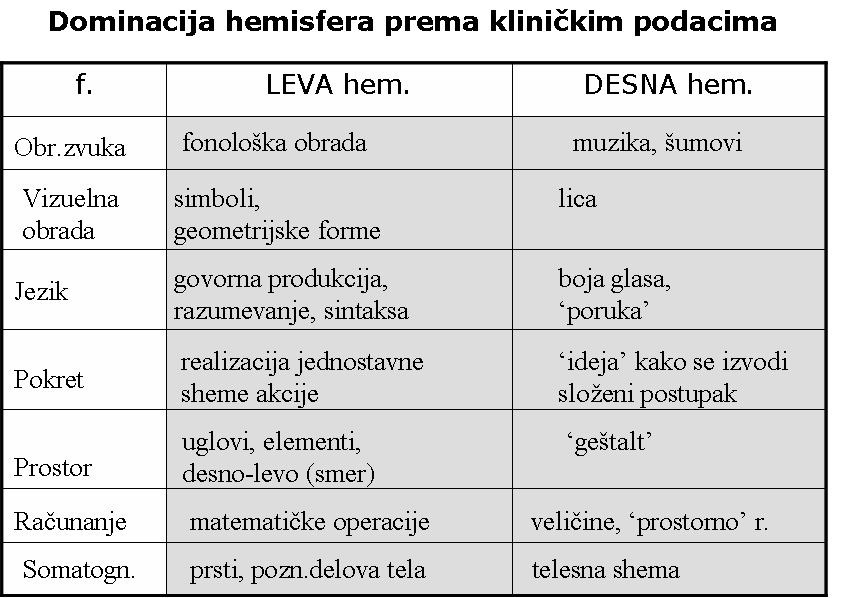 Dominacija hemisfera prema kliničkim podacima
f.
LEVA hem.
DESNA hem.
Obr.zvuka
fonološka obrada
muzika, šumovi
Vizuelna
obrada
simboli,
geometrijske forme
lica
Jezik
govorna produkcija,
razumevanje, sintaksa
boja glasa,
‘poruka’
Pokret
realizacija jednostavne
sheme akcije
‘ideja’ kako se izvodi
složeni postupak
Prostor
uglovi, elementi,
desno-levo (smer)
‘geštalt’
Računanje
matematičke operacije
veličine, ‘prostorno’ r.
Somatogn.
prsti, pozn.delova tela
telesna shema